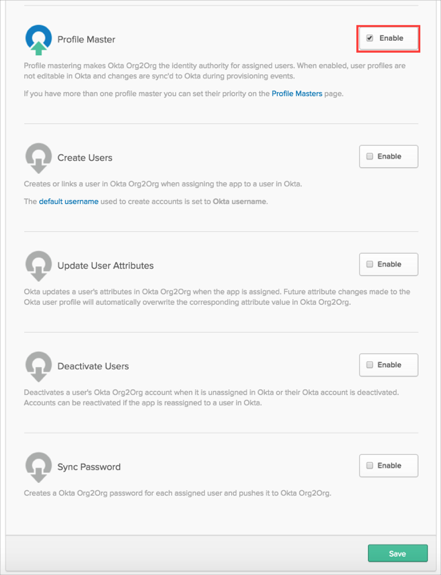 Profile Master
Enable
Profile mastering makes Okta Org2Org the identity authority for assigned users. When enabled, user profiles are
not editable in Okta and changes are sync'd to Okta during provisioning events.
If you have more than one profile master you can set their priority on the Profile Masters page.
Create Users
Enable
Creates or links a user in Okta Org2Org when assigning the app to a user in Okta.
The default username used to create accounts is set to Okta username.
Update User Attributes
Enable
Okta updates a user's attributes in Okta Org2Org when the app is assigned. Future attribute changes made to the
Okta user profile will automatically overwrite the corresponding attribute value in Okta Org2Org.
Deactivate Users
Enable
Deactivates a user's Okta Org2Org account when it is unassigned in Okta or their Okta account is deactivated.
Accounts can be reactivated if the app is reassigned to a user in Okta.
Sync Password
Enable
Creates a Okta Org2Org password for each assigned user and pushes it to Okta Org2Org.
Save